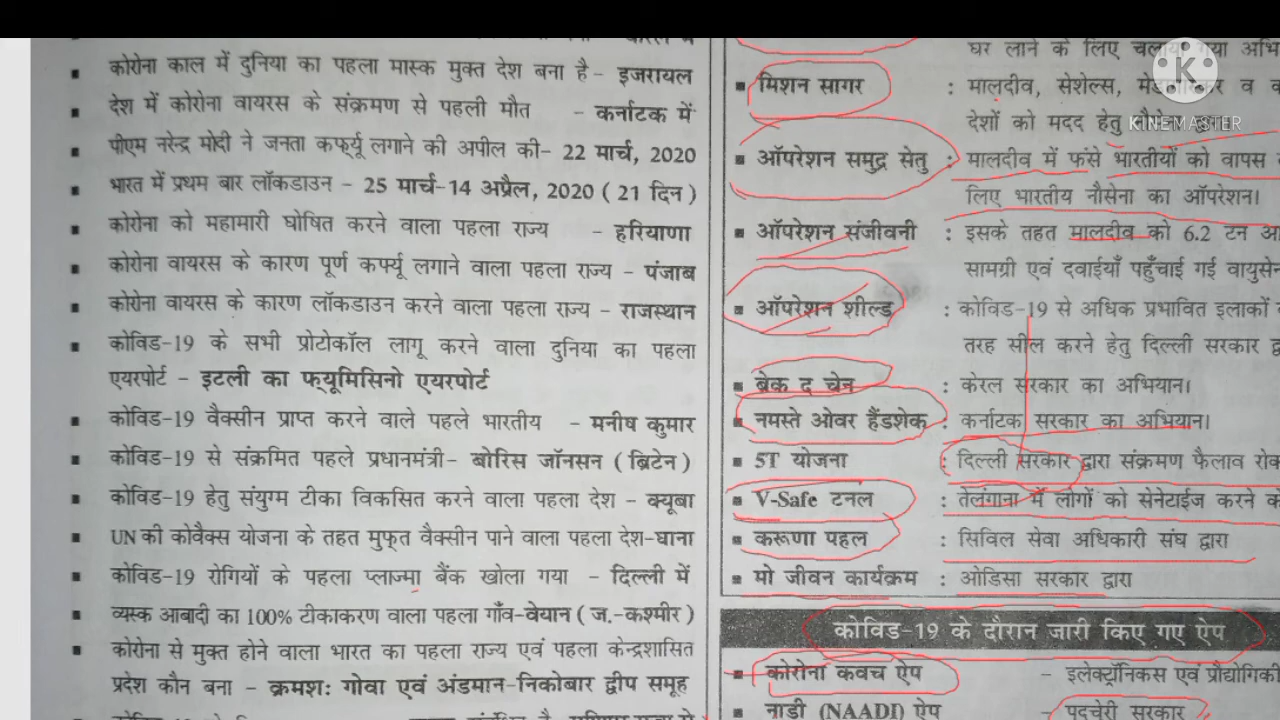 कोरोना काल में दुनिया का पहला मास्क मुक्त देश बना है - इजरायल
देश में कोरोना वायरस के संक्रमण से पहली मौत - कर्नाटक में
पीएम नरेन्द्र मोदी ने जनता कर्फ्यू लगाने की अपील की- 22 मार्च, 2020
भारत में प्रथम बार लॉकडाउन - 25 मार्च-14 अप्रैल, 2020 ( 21 दिन )
कोरोना को महामारी घोषित करने वाला पहला राज्य - हरियाणा
कोरोना वायरस के कारण पूर्ण कर्फ्यू लगाने वाला पहला राज्य - पंजाब
कोरोना वायरस के कारण लॉकडाउन करने वाला पहला राज्य - राजस्थान
कोविड-19 के सभी प्रोटोकॉल लागू करने वाला दुनिया का पहला
एयरपोर्ट - इटली का फ्यूमिसिनो एयरपोर्ट
कोविड-19 वैक्सीन प्राप्त करने वाले पहले भारतीय - मनीष कुमार
कोविड-19 से संक्रमित पहले प्रधानमंत्री- बोरिस जॉनसन ( ब्रिटेन )
कोविड-19 हेतु संयुग्म टीका विकसित करने वाला पहला देश - क्यूबा
UN की कोवैक्स योजना के तहत मुफ्त वैक्सीन पाने वाला पहला देश-घाना
कोविड-19 रोगियों के पहला प्लाज्मा बैंक खोला गया - दिल्ली में
व्यस्क आबादी का 100% टीकाकरण वाला पहला गाँव-वेयान ( ज.-कश्मीर )
कोरोना से मुक्त होने वाला भारत का पहला राज्य एवं पहला केन्द्रशासित
प्रदेश कौन बना - क्रमशः गोवा एवं अंडमान-निकोबार द्वीप समूह
घर लाने के लिए चलाया गया
मिशन सागर : मालदीव, सेशेल्स, मेडागास्कर व
देशों को मदद हेतु
ऑपरेशन समुद्र सेतु : मालदीव में फंसे भारतीयों को वापस
लिए भारतीय नौसेना का ऑपरेशन।
ऑपरेशन संजीवनी : इसके तहत मालदीव को 6.2 टन
सामग्री एवं दवाईयाँ पहुँचाई गई
ऑपरेशन शील्ड : कोविड-19 से अधिक प्रभावित इलाकों
तरह सील करने हेतु दिल्ली सरकार
ब्रेक द चेन : केरल सरकार का अभियान।
नमस्ते ओवर हैंडशेक : कर्नाटक सरकार का अभियान।
5T योजना : दिल्ली सरकार द्वारा संक्रमण फैलाव
V-Safe टनल : तेलंगाना में लोगों को सेनेटाईज करने
करूणा पहल : सिविल सेवा अधिकारी संघ द्वारा
मो जीवन कार्यक्रम : ओडिसा सरकार द्वारा
कोविड-19 के दौरान जारी किए गए ऐप
कोरोना कवच ऐप - इलेक्ट्रॉनिकस एवं प्रौद्योगिकी
नाडी (NAADI) ऐप - पदुचेरी सरकार
K
KINEMASTER